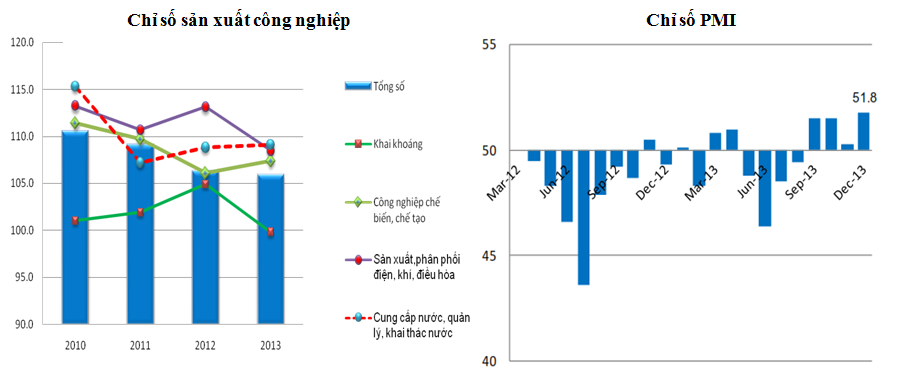 Chỉ số sản xuất công nghiệp
120.0
115.0
110.0
105.0
100.0
95.0
90.0
2010 2011 2012 2013
Tổng số
Khai khoáng
Công nghiệp chế
biến, chế tạo
Sản xuất,phân phối
điện, khí, điều hòa
Cung cấp nước, quản
lý, khai thác nước
Chỉ số PMI
55
50
45
40
51.8
Mar-12 Jun-12 Sep-12 Dec-12 Mar-13 Jun-13 Sep-13 Dec-13